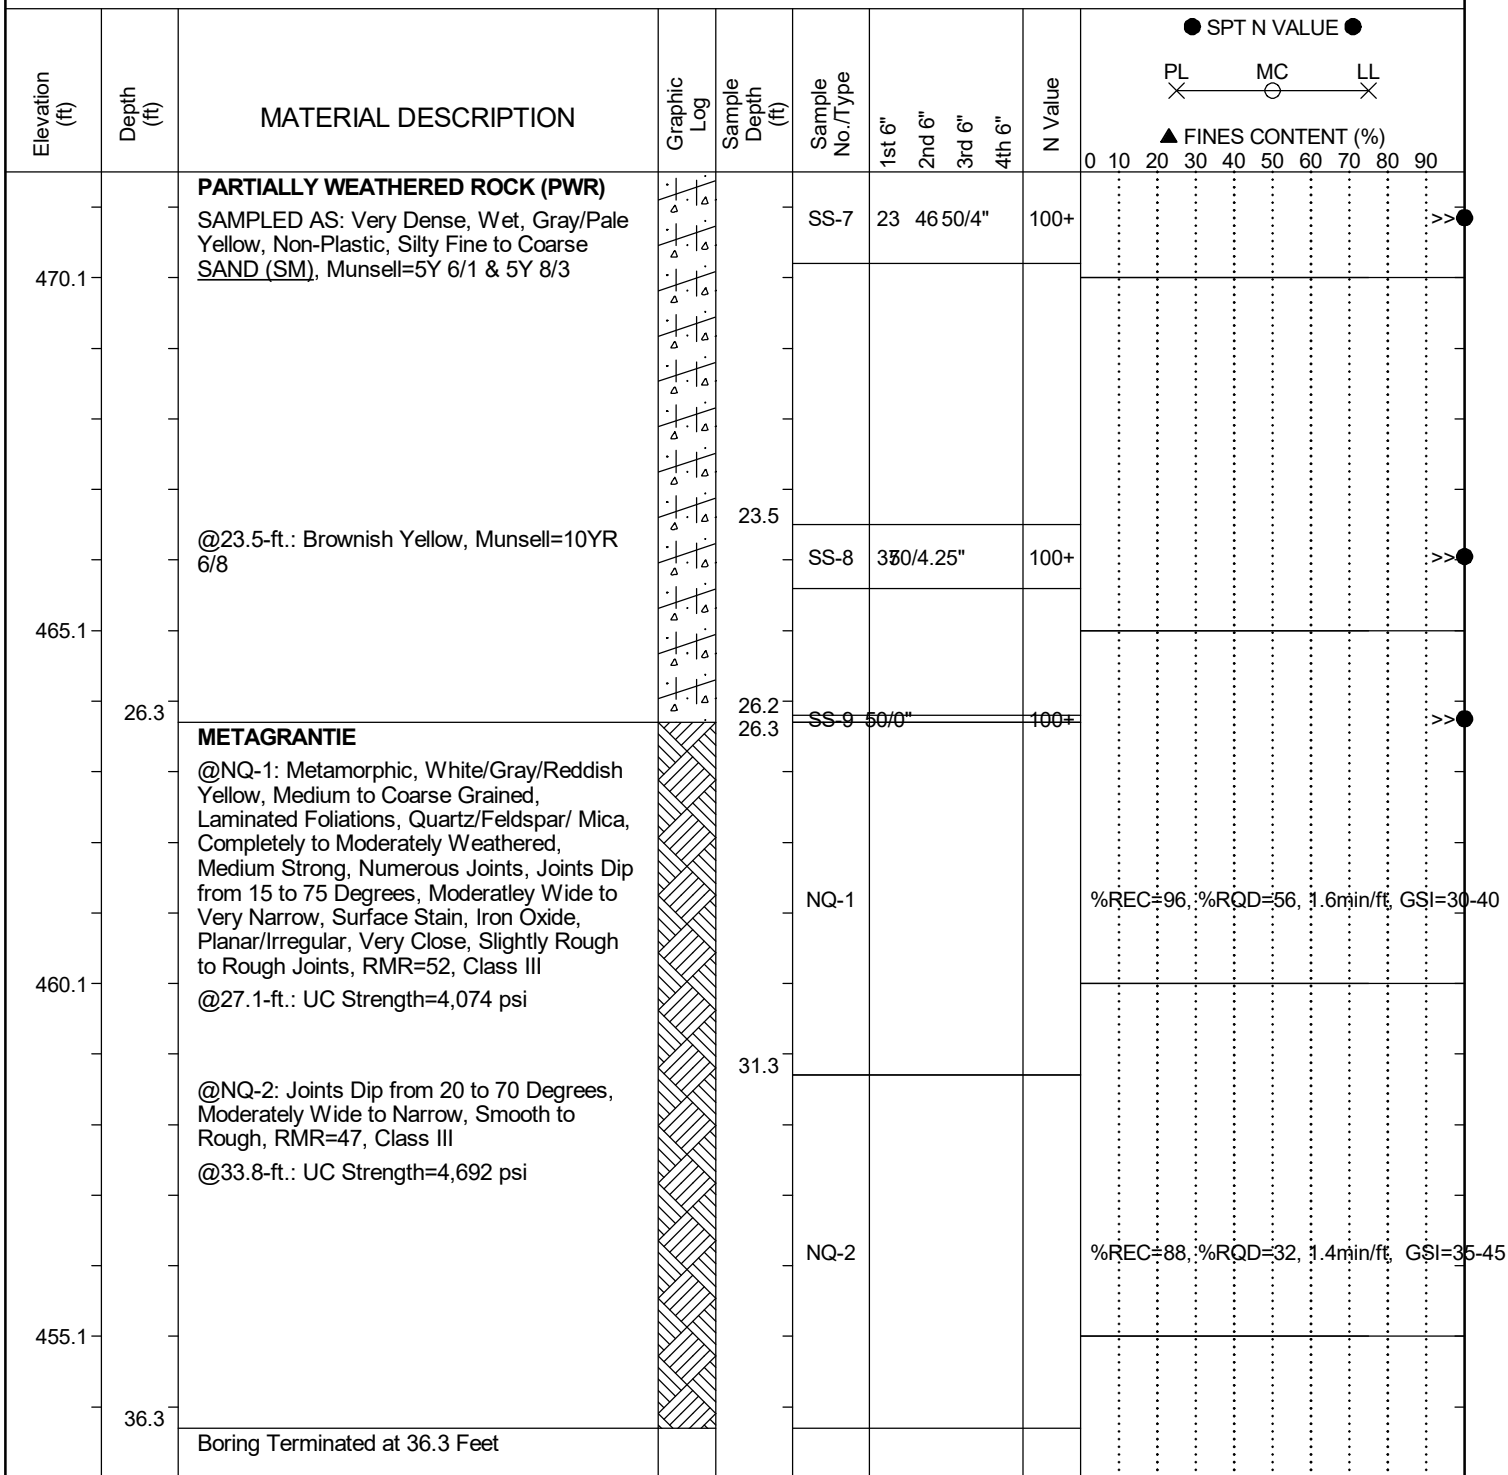 ● SPT N VALUE ●
PL MC LL
▲ FINES CONTENT (%)
0 10 20 30 40 50 60 70 80 90
Elevation (ft)
Depth (ft)
MATERIAL DESCRIPTION
Graphic Log
Sample Depth (ft)
Sample No./Type
1st 6"
2nd 6"
3rd 6"
4th 6"
N Value
PARTIALLY WEATHERED ROCK (PWR)
SAMPLED AS: Very Dense, Wet, Gray/Pale
Yellow, Non-Plastic, Silty Fine to Coarse
SAND (SM), Munsell=5Y 6/1 & 5Y 8/3
SS-7 23 46 50/4" 100+ >>
470.1
23.5
@23.5-ft.: Brownish Yellow, Munsell=10YR
6/8
SS-8 37 50/4.25" 100+ >>
465.1
26.3
26.2
26.3
SS-9 50/0" 100+ >>
METAGRANTIE
@NQ-1: Metamorphic, White/Gray/Reddish
Yellow, Medium to Coarse Grained,
Laminated Foliations, Quartz/Feldspar/ Mica,
Completely to Moderately Weathered,
Medium Strong, Numerous Joints, Joints Dip
from 15 to 75 Degrees, Moderatley Wide to
Very Narrow, Surface Stain, Iron Oxide,
Planar/Irregular, Very Close, Slightly Rough
to Rough Joints, RMR=52, Class III
NQ-1 %REC=96, %RQD=56, 1.6min/ft, GSI=30-40
460.1
@27.1-ft.: UC Strength=4,074 psi
31.3
@NQ-2: Joints Dip from 20 to 70 Degrees,
Moderately Wide to Narrow, Smooth to
Rough, RMR=47, Class III
@33.8-ft.: UC Strength=4,692 psi
NQ-2 %REC=88, %RQD=32, 1.4min/ft, GSI=35-45
455.1
36.3
Boring Terminated at 36.3 Feet